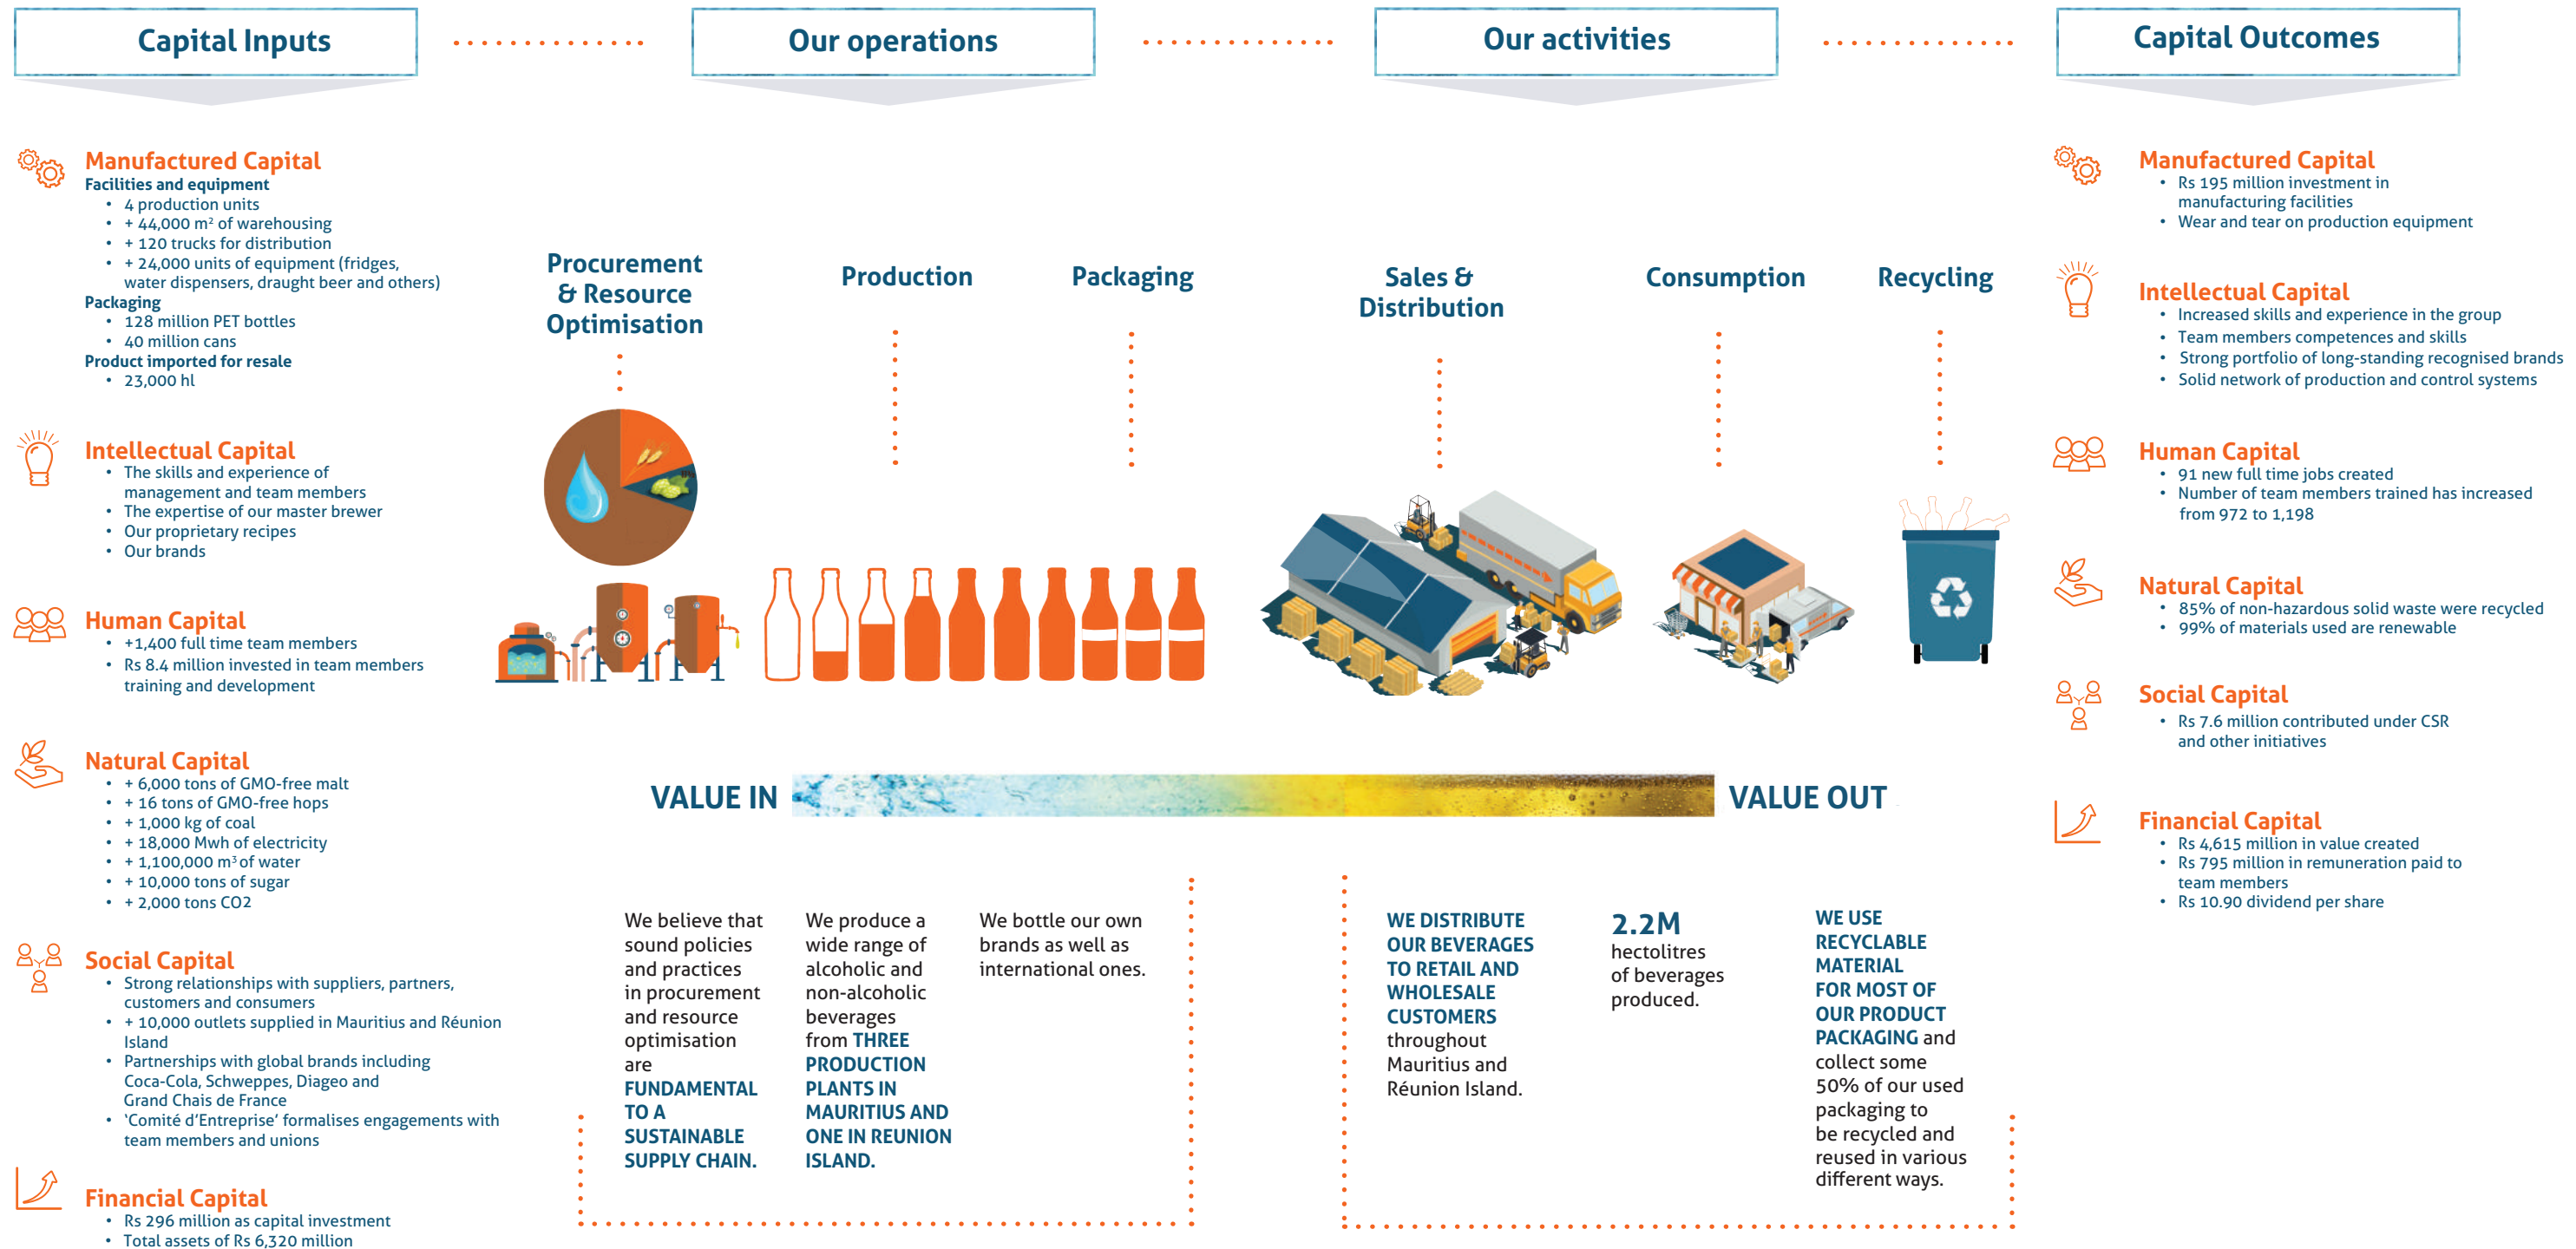 Capital Inputs
Our operations
Our activities
Capital Outcomes
Manufactured Capital
Facilities and equipment
• 4 production units
• + 44,000 m² of warehousing
• + 120 trucks for distribution
• + 24,000 units of equipment (fridges,
water dispensers, draught beer and others)
Packaging
• 128 million PET bottles
• 40 million cans
Product imported for resale
• 23,000 hl
Intellectual Capital
• The skills and experience of
management and team members
• The expertise of our master brewer
• Our proprietary recipes
• Our brands
Human Capital
• +1,400 full time team members
• Rs 8.4 million invested in team members
training and development
Natural Capital
• + 6,000 tons of GMO-free malt
• + 16 tons of GMO-free hops
• + 1,000 kg of coal
• + 18,000 Mwh of electricity
• + 1,100,000 m³ of water
• + 10,000 tons of sugar
• + 2,000 tons CO2
Social Capital
• Strong relationships with suppliers, partners,
customers and consumers
• + 10,000 outlets supplied in Mauritius and Réunion
Island
• Partnerships with global brands including
Coca-Cola, Schweppes, Diageo and
Grand Chais de France
• ‘Comité d’Entreprise’ formalises engagements with
team members and unions
Financial Capital
• Rs 296 million as capital investment
• Total assets of Rs 6,320 million
Procurement
& Resource
Optimisation
Production
Packaging
Sales &
Distribution
Consumption
Recycling
VALUE IN
VALUE OUT
We believe that
sound policies
and practices
in procurement
and resource
optimisation
are
FUNDAMENTAL
TO A
SUSTAINABLE
SUPPLY CHAIN.
We produce a
wide range of
alcoholic and
non-alcoholic
beverages
from THREE
PRODUCTION
PLANTS IN
MAURITIUS AND
ONE IN REUNION
ISLAND.
We bottle our own
brands as well as
international ones.
WE DISTRIBUTE
OUR BEVERAGES
TO RETAIL AND
WHOLESALE
CUSTOMERS
throughout
Mauritius and
Réunion Island.
2.2M
hectolitres
of beverages
produced.
WE USE
RECYCLABLE
MATERIAL
FOR MOST OF
OUR PRODUCT
PACKAGING and
collect some
50% of our used
packaging to
be recycled and
reused in various
different ways.
Manufactured Capital
• Rs 195 million investment in
manufacturing facilities
• Wear and tear on production equipment
Intellectual Capital
• Increased skills and experience in the group
• Team members competences and skills
• Strong portfolio of long-standing recognised brands
• Solid network of production and control systems
Human Capital
• 91 new full time jobs created
• Number of team members trained has increased
from 972 to 1,198
Natural Capital
• 85% of non-hazardous solid waste were recycled
• 99% of materials used are renewable
Social Capital
• Rs 7.6 million contributed under CSR
and other initiatives
Financial Capital
• Rs 4,615 million in value created
• Rs 795 million in remuneration paid to
team members
• Rs 10.90 dividend per share